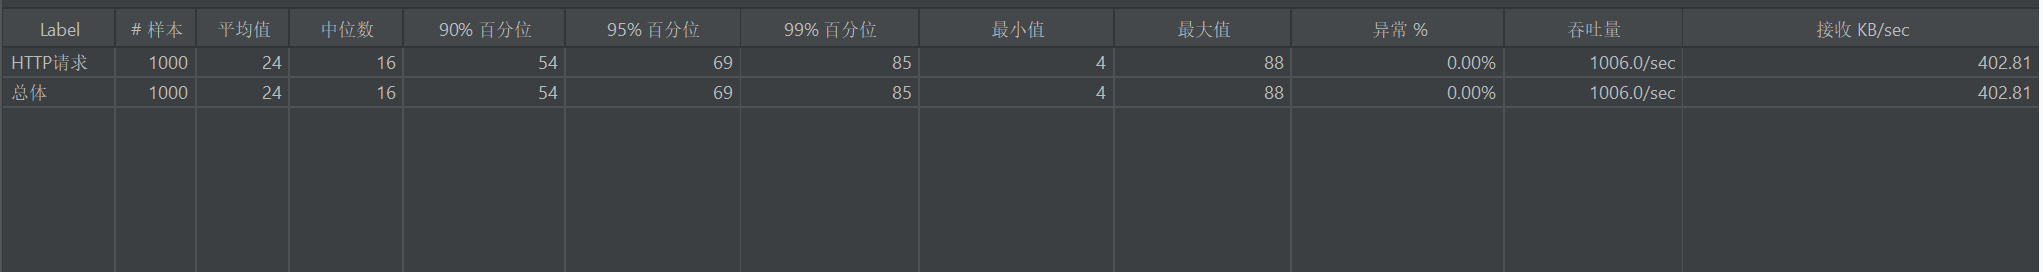 Label # 样本 平均值 中位数 90% 百分位 95% 百分位 99% 百分位 最小值 最大值 异常 % 吞吐量 接收 KB/sec
HTTP请求 1000 24 16 54 69 85 4 88 0.00% 1006.0/sec 402.81
总体 1000 24 16 54 69 85 4 88 0.00% 1006.0/sec 402.81